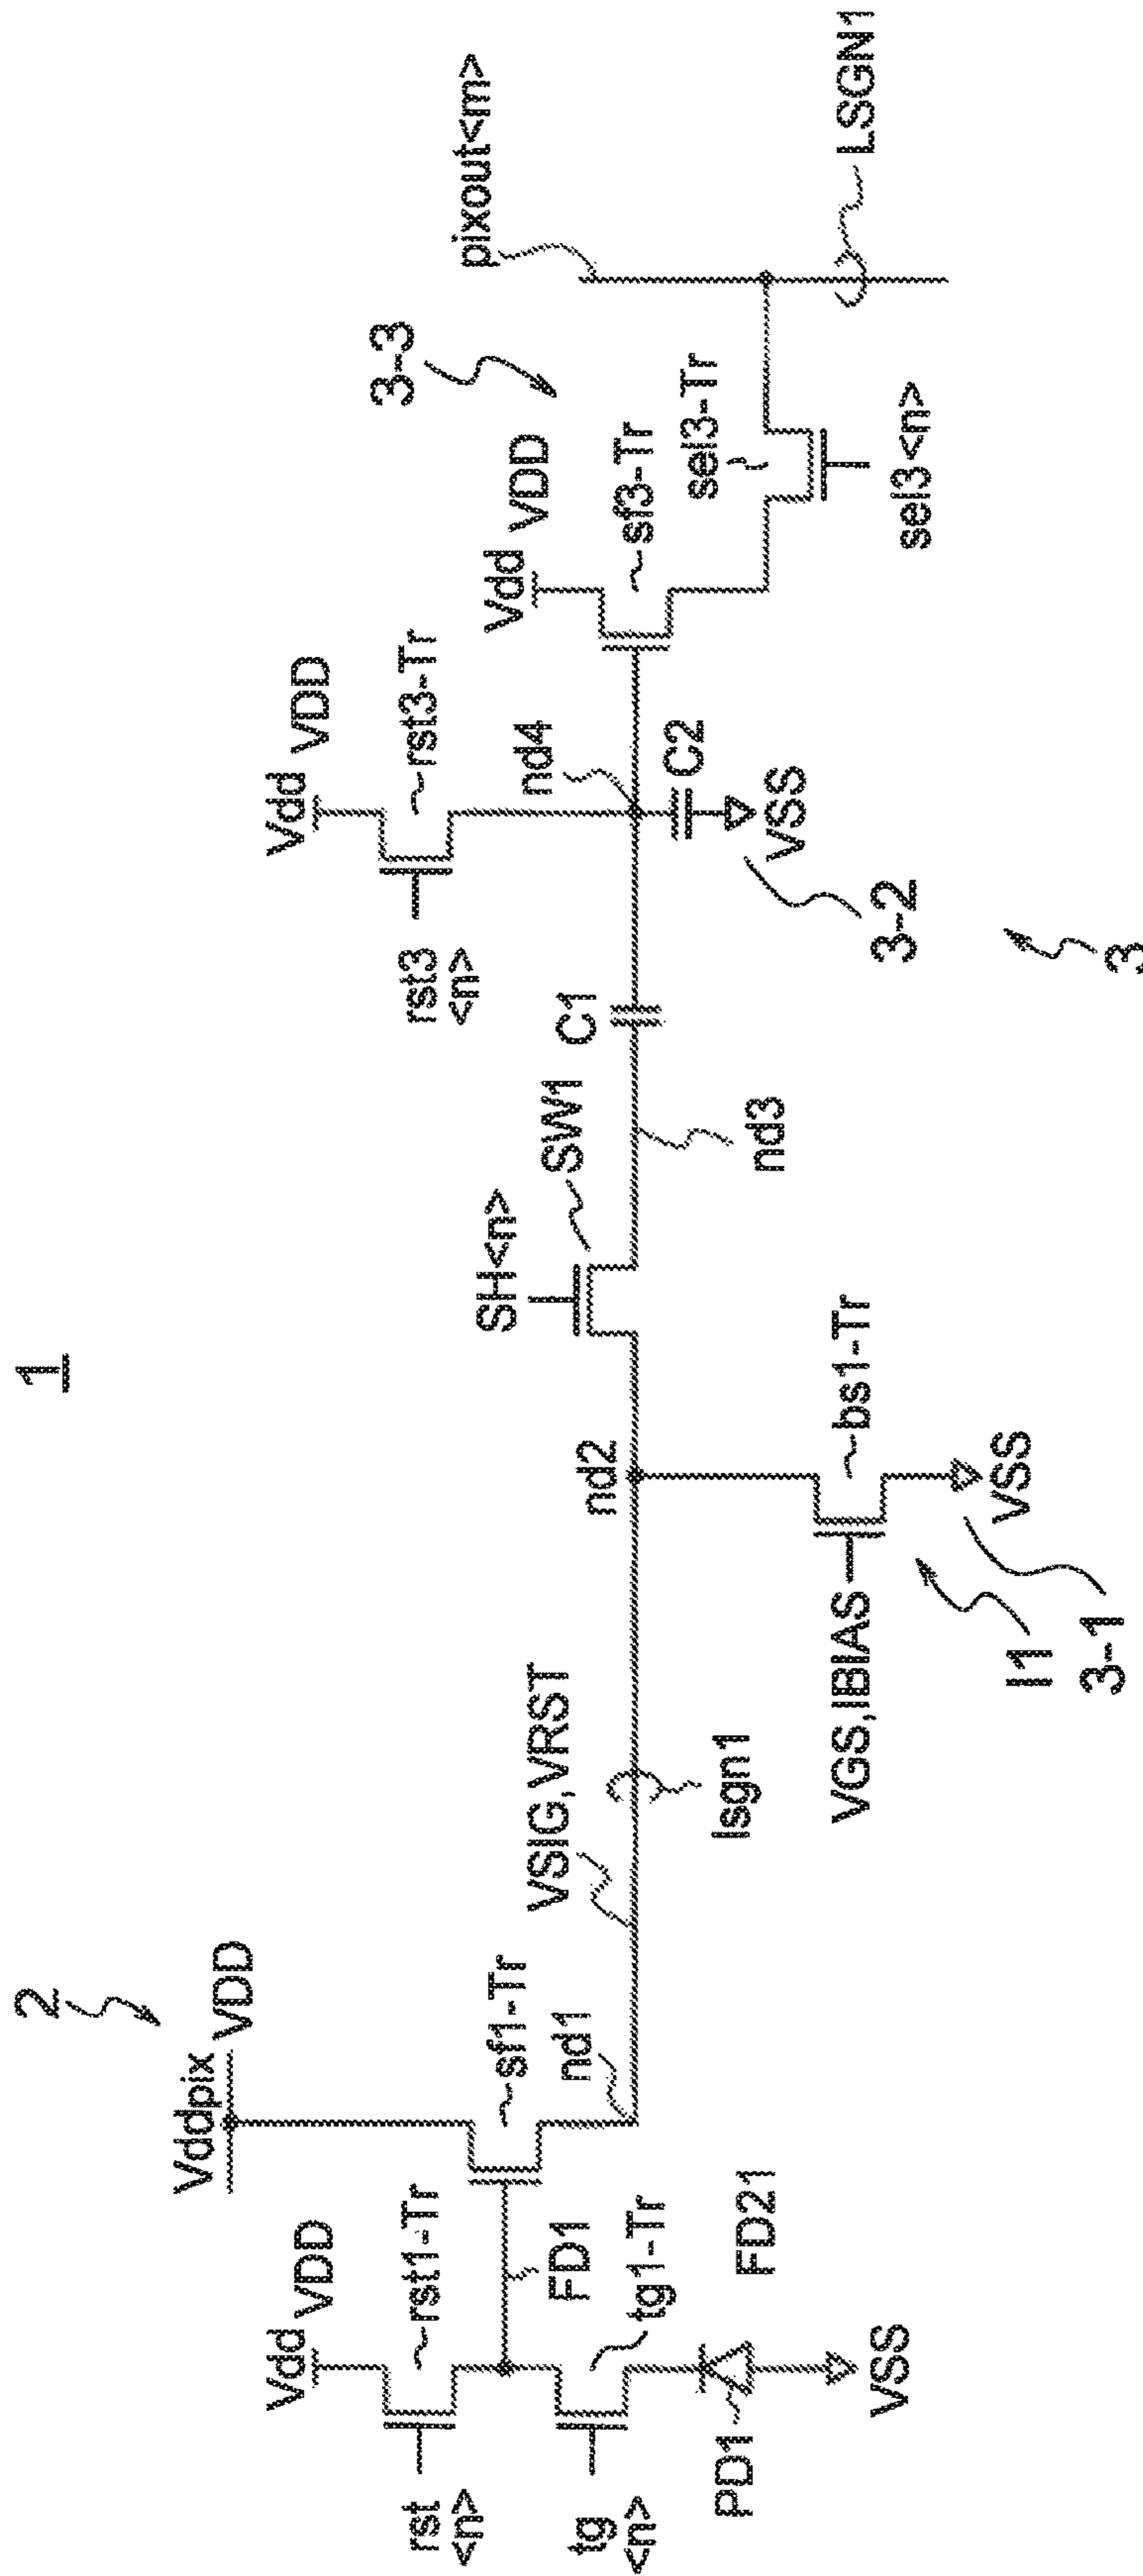 1
2
Vddpix
VDD
Vdd
VDD
rst
<n>
rst1-Tr
sf1-Tr
FD1
nd1
tg
<n>
tg1-Tr
PD1
FD21
VSS
VSIG,VRST
lsgn1
nd2
VGS,IBIAS
bs1-Tr
VSS
I1
3-1
SH<n>
SW1
nd3
C1
Vdd
VDD
rst3
<n>
rst3-Tr
nd4
C2
VSS
3-2
3
Vdd
VDD
3-3
sf3-Tr
sel3-Tr
sel3<n>
pixout<m>
LSGN1